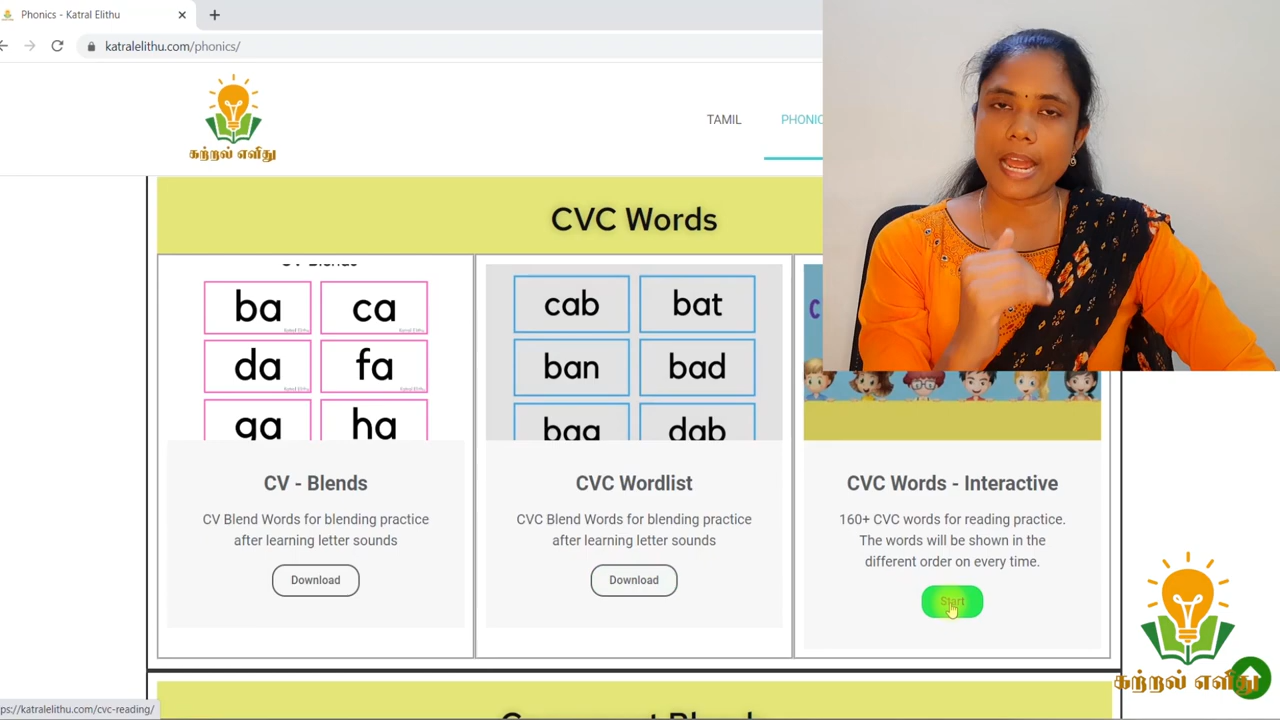 Phonics - Katral Elithu
katralelithu.com/phonics/
கற்றல் எளிது
TAMIL
CVC Words
ba
ca
da
fa
ga
ha
cab
bat
ban
bad
bag
dab
CV - Blends
CV Blend Words for blending practice
after learning letter sounds
Download
CVC Wordlist
CVC Blend Words for blending practice
after learning letter sounds
Download
CVC Words - Interactive
160+ CVC words for reading practice.
The words will be shown in the
different order on every time.
Start
கற்றல் எளிது
ps://katralelithu.com/cvc-reading/